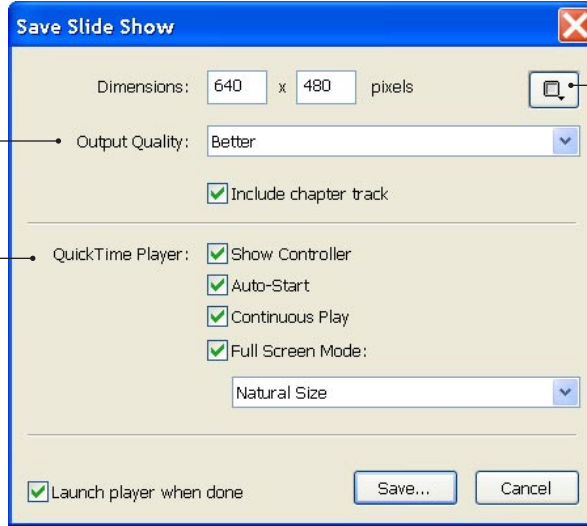 Save Slide Show
Dimensions: 640 x 480 pixels
Output Quality: Better
Include chapter track
QuickTime Player: Show Controller
Auto-Start
Continuous Play
Full Screen Mode:
Natural Size
Launch player when done Save... Cancel